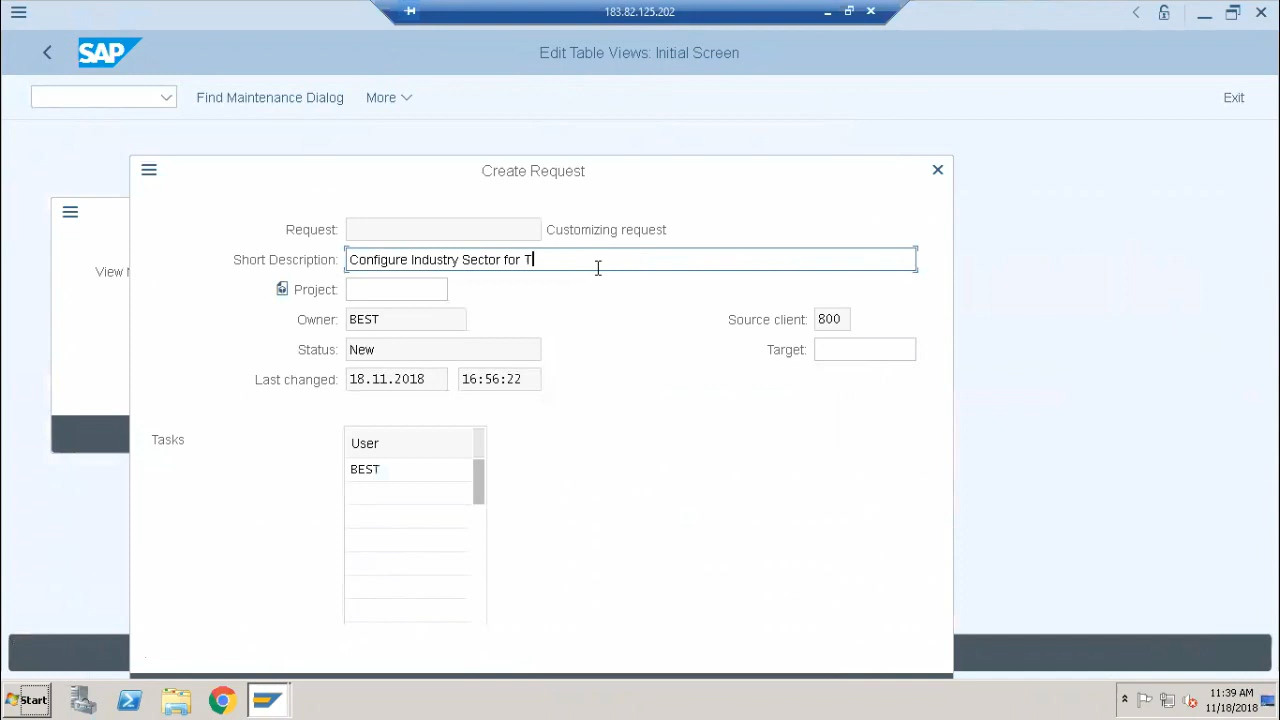 183.82.125.202
SAP
Edit Table Views: Initial Screen
Find Maintenance Dialog
More
Exit
Create Request
Request:
Customizing request
Short Description:
Configure Industry Sector for T
View
Project:
Owner:
BEST
Source client:
800
Status:
New
Target:
Last changed:
18.11.2018
16:56:22
Tasks
User
BEST
Start
11:39 AM
11/18/2018